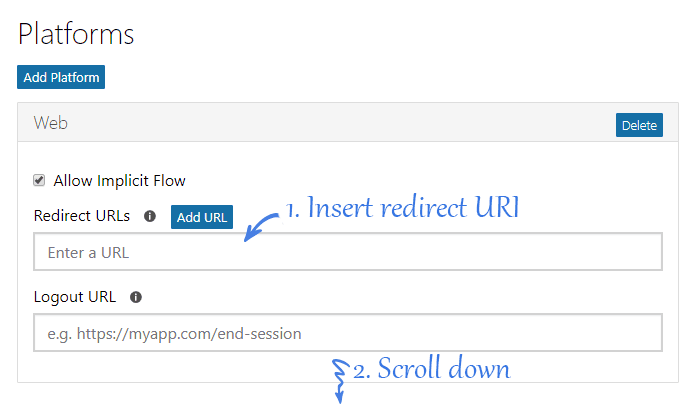 Platforms
Add Platform
Web
Delete
Allow Implicit Flow
Redirect URLs
Add URL
1. Insert redirect URI
Enter a URL
Logout URL
e.g. https://myapp.com/end-session
2. Scroll down